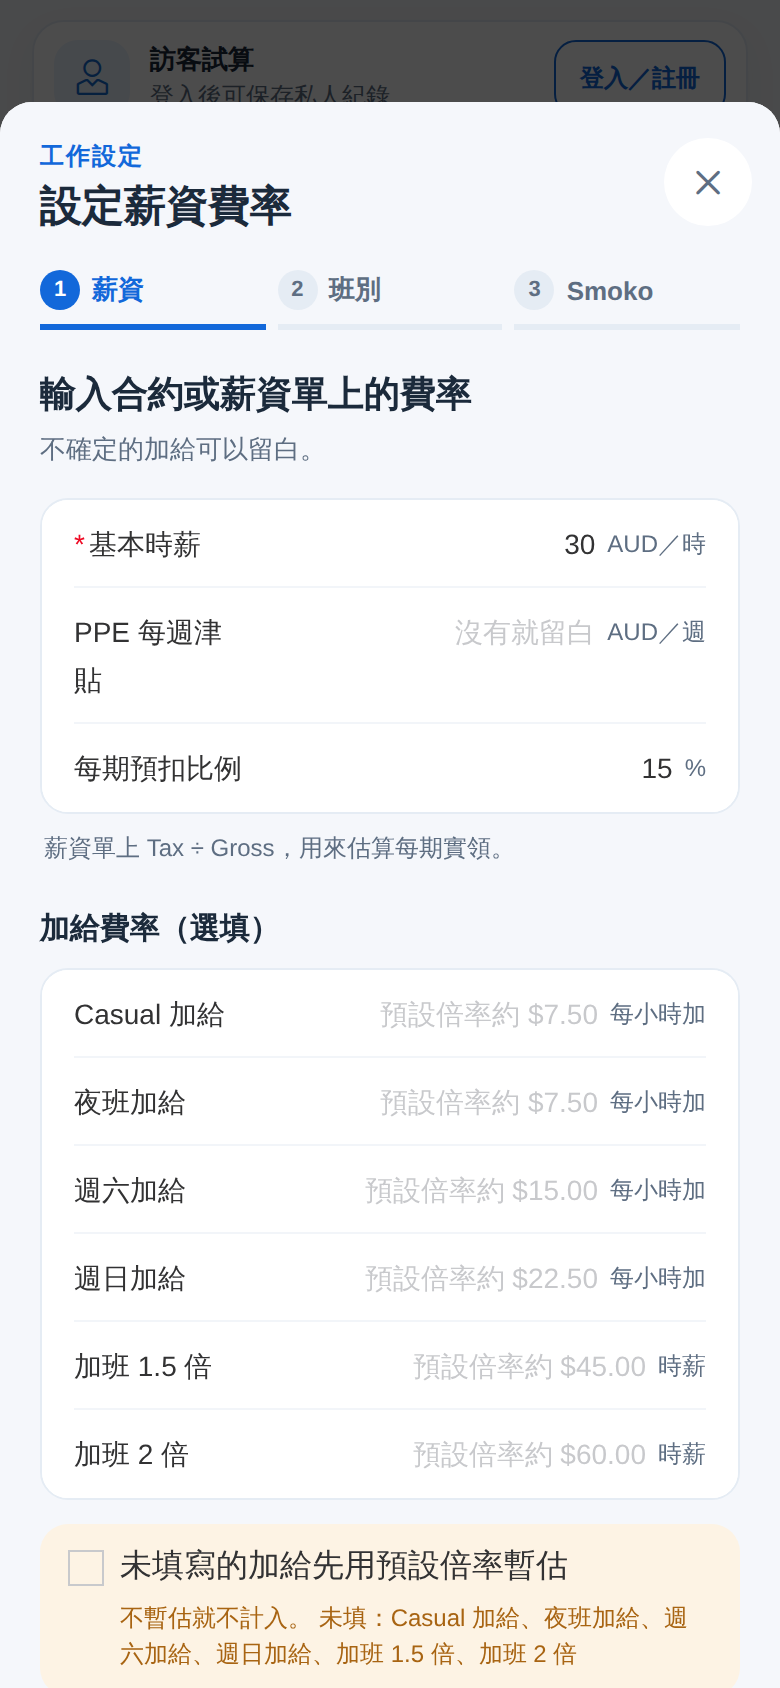 訪客試算
登入後可保存私人紀錄
登入／註冊
工作設定
設定薪資費率
1 薪資
2 班別
3 Smoko
輸入合約或薪資單上的費率
不確定的加給可以留白。
*基本時薪 30 AUD／時
PPE 每週津 沒有就留白 AUD／週
貼
每期預扣比例 15 %
薪資單上 Tax ÷ Gross，用來估算每期實領。
加給費率（選填）
Casual 加給 預設倍率約 $7.50 每小時加
夜班加給 預設倍率約 $7.50 每小時加
週六加給 預設倍率約 $15.00 每小時加
週日加給 預設倍率約 $22.50 每小時加
加班 1.5 倍 預設倍率約 $45.00 時薪
加班 2 倍 預設倍率約 $60.00 時薪
未填寫的加給先用預設倍率暫估
不暫估就不計入。 未填：Casual 加給、夜班加給、週
六加給、週日加給、加班 1.5 倍、加班 2 倍